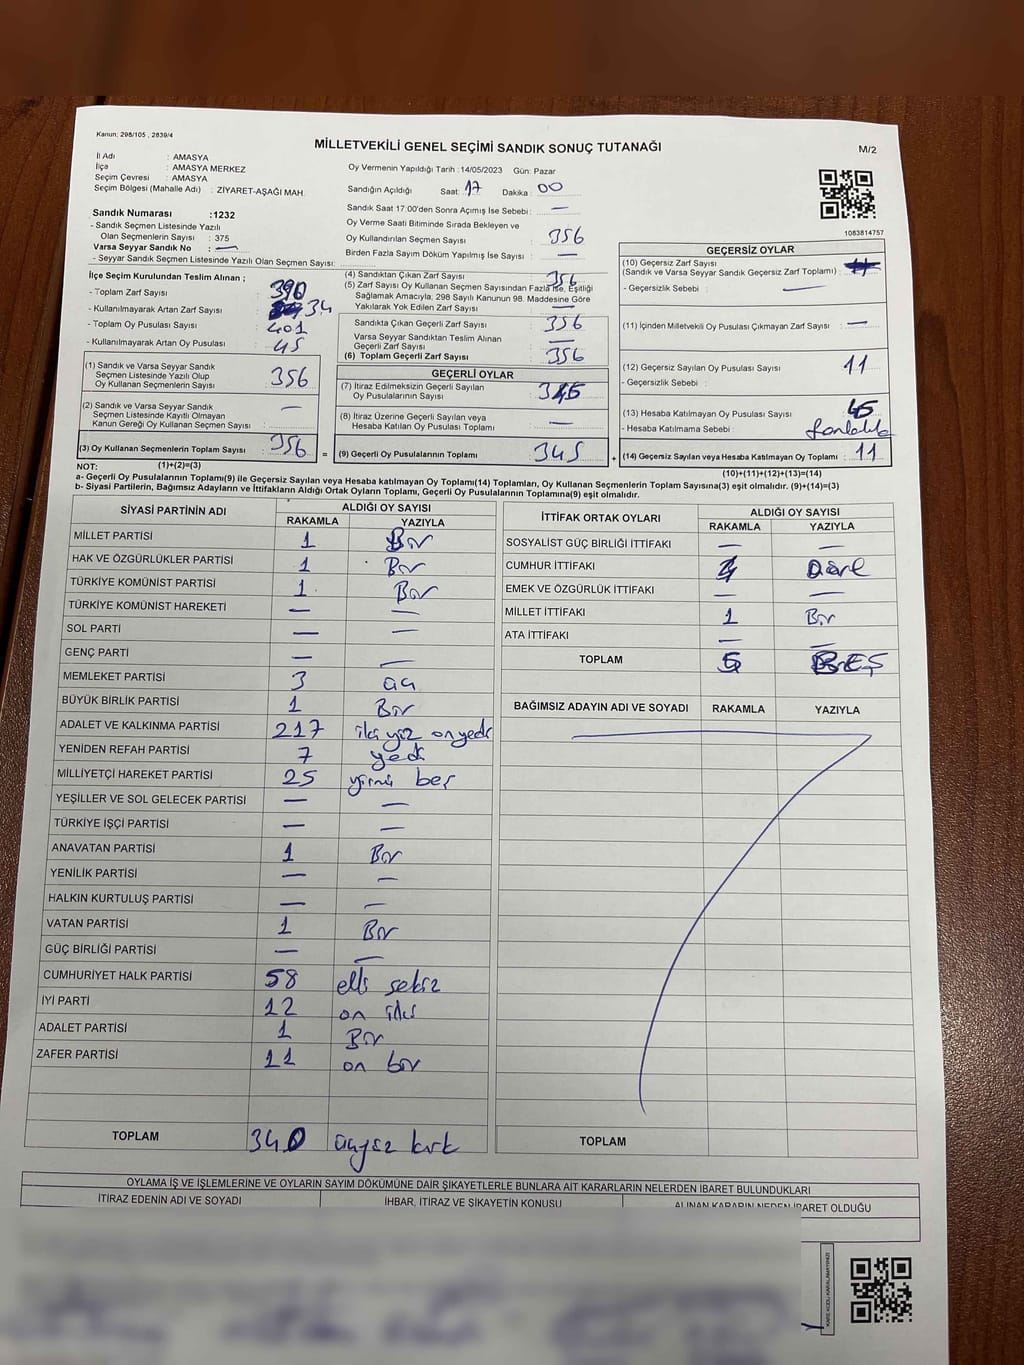 Kanun: 298/105 , 2839/4
MİLLETVEKİLİ GENEL SEÇİMİ SANDIK SONUÇ TUTANAĞI
M/2
İl Adı : AMASYA
İlçe : AMASYA MERKEZ
Seçim Çevresi : AMASYA
Seçim Bölgesi (Mahalle Adı) : ZİYARET-AŞAĞI MAH.
Sandık Numarası :1232
- Sandık Seçmen Listesinde Yazılı
Olan Seçmenlerin Sayısı : 375
Varsa Seyyar Sandık No : —
- Seyyar Sandık Seçmen Listesinde Yazılı Olan Seçmen Sayısı:
Oy Vermenin Yapıldığı Tarih :14/05/2023 Gün: Pazar
Sandığın Açıldığı Saat: 17 Dakika: 00
Sandık Saat 17:00'den Sonra Açımış İse Sebebi : —
Oy Verme Saati Bitiminde Sırada Bekleyen ve
Oy Kullandırılan Seçmen Sayısı : 356
Birden Fazla Sayım Döküm Yapılmış İse Sayısı : —
1083814757
İlçe Seçim Kurulundan Teslim Alınan ;
- Toplam Zarf Sayısı : 390
- Kullanılmayarak Artan Zarf Sayısı : 34
- Toplam Oy Pusulası Sayısı : 401
- Kullanılmayarak Artan Oy Pusulası : 45
(1) Sandık ve Varsa Seyyar Sandık
Seçmen Listesinde Yazılı Olup
Oy Kullanan Seçmenlerin Sayısı : 356
(2) Sandık ve Varsa Seyyar Sandık
Seçmen Listesinde Kayıtlı Olmayan
Kanun Gereği Oy Kullanan Seçmen Sayısı : —
(3) Oy Kullanan Seçmenlerin Toplam Sayısı : 356
(4) Sandıktan Çıkan Zarf Sayısı : 356
(5) Zarf Sayısı Oy Kullanan Seçmen Sayısından Fazla İse, Eşitliği
Sağlamak Amacıyla, 298 Sayılı Kanunun 98. Maddesine Göre
Yakılarak Yok Edilen Zarf Sayısı : —
Sandıkta Çıkan Geçerli Zarf Sayısı : 356
Varsa Seyyar Sandıktan Teslim Alınan
Geçerli Zarf Sayısı : —
(6) Toplam Geçerli Zarf Sayısı : 356
GEÇERLİ OYLAR
(7) İtiraz Edilmeksizin Geçerli Sayılan
Oy Pusulalarının Sayısı : 345
(8) İtiraz Üzerine Geçerli Sayılan veya
Hesaba Katılan Oy Pusulası Toplamı : —
= (9) Geçerli Oy Pusulalarının Toplamı : 345
GEÇERSİZ OYLAR
(10) Geçersiz Zarf Sayısı
(Sandık ve Varsa Seyyar Sandık Geçersiz Zarf Toplamı) :
- Geçersizlik Sebebi : —
(11) İçinden Milletvekili Oy Pusulası Çıkmayan Zarf Sayısı : —
(12) Geçersiz Sayılan Oy Pusulası Sayısı : 11
- Geçersizlik Sebebi :
(13) Hesaba Katılmayan Oy Pusulası Sayısı : 45
- Hesaba Katılmama Sebebi : fazlalık
+ (14) Geçersiz Sayılan veya Hesaba Katılmayan Oy Toplamı : 11
NOT: (1)+(2)=(3) (10)+(11)+(12)+(13)=(14)
a- Geçerli Oy Pusulalarının Toplamı(9) ile Geçersiz Sayılan veya Hesaba Katılmayan Oy Toplamı(14) Toplamları, Oy Kullanan Seçmenlerin Toplam Sayısına(3) eşit olmalıdır. (9)+(14)=(3)
b- Siyasi Partilerin, Bağımsız Adayların ve İttifakların Aldığı Ortak Oyların Toplamı, Geçerli Oy Pusulalarının Toplamına(9) eşit olmalıdır.
SİYASİ PARTİNİN ADI ALDIĞI OY SAYISI
RAKAMLA YAZIYLA
MİLLET PARTİSİ 1 Bir
HAK VE ÖZGÜRLÜKLER PARTİSİ 1 Bir
TÜRKİYE KOMÜNİST PARTİSİ 1 Bir
TÜRKİYE KOMÜNİST HAREKETİ — —
SOL PARTİ — —
GENÇ PARTİ — —
MEMLEKET PARTİSİ 3 üç
BÜYÜK BİRLİK PARTİSİ 1 Bir
ADALET VE KALKINMA PARTİSİ 217 iki yüz onyedi
YENİDEN REFAH PARTİSİ 7 yedi
MİLLİYETÇİ HAREKET PARTİSİ 25 yirmi beş
YEŞİLLER VE SOL GELECEK PARTİSİ — —
TÜRKİYE İŞÇİ PARTİSİ — —
ANAVATAN PARTİSİ 1 Bir
YENİLİK PARTİSİ — —
HALKIN KURTULUŞ PARTİSİ — —
VATAN PARTİSİ 1 Bir
GÜÇ BİRLİĞİ PARTİSİ — —
CUMHURİYET HALK PARTİSİ 58 elli sekiz
İYİ PARTİ 12 on iki
ADALET PARTİSİ 1 Bir
ZAFER PARTİSİ 11 on bir
TOPLAM 340 üçyüz kırk
İTTİFAK ORTAK OYLARI ALDIĞI OY SAYISI
RAKAMLA YAZIYLA
SOSYALİST GÜÇ BİRLİĞİ İTTİFAKI — —
CUMHUR İTTİFAKI 4 Dört
EMEK VE ÖZGÜRLÜK İTTİFAKI — —
MİLLET İTTİFAKI 1 Bir
ATA İTTİFAKI — —
TOPLAM 5 BEŞ
BAĞIMSIZ ADAYIN ADI VE SOYADI RAKAMLA YAZIYLA
TOPLAM
OYLAMA İŞ VE İŞLEMLERİNE VE OYLARIN SAYIM DÖKÜMÜNE DAİR ŞİKAYETLERLE BUNLARA AİT KARARLARIN NELERDEN İBARET BULUNDUKLARI
İTİRAZ EDENİN ADI VE SOYADI İHBAR, İTİRAZ VE ŞİKAYETİN KONUSU ALINAN KARARIN NEDEN İBARET OLDUĞU